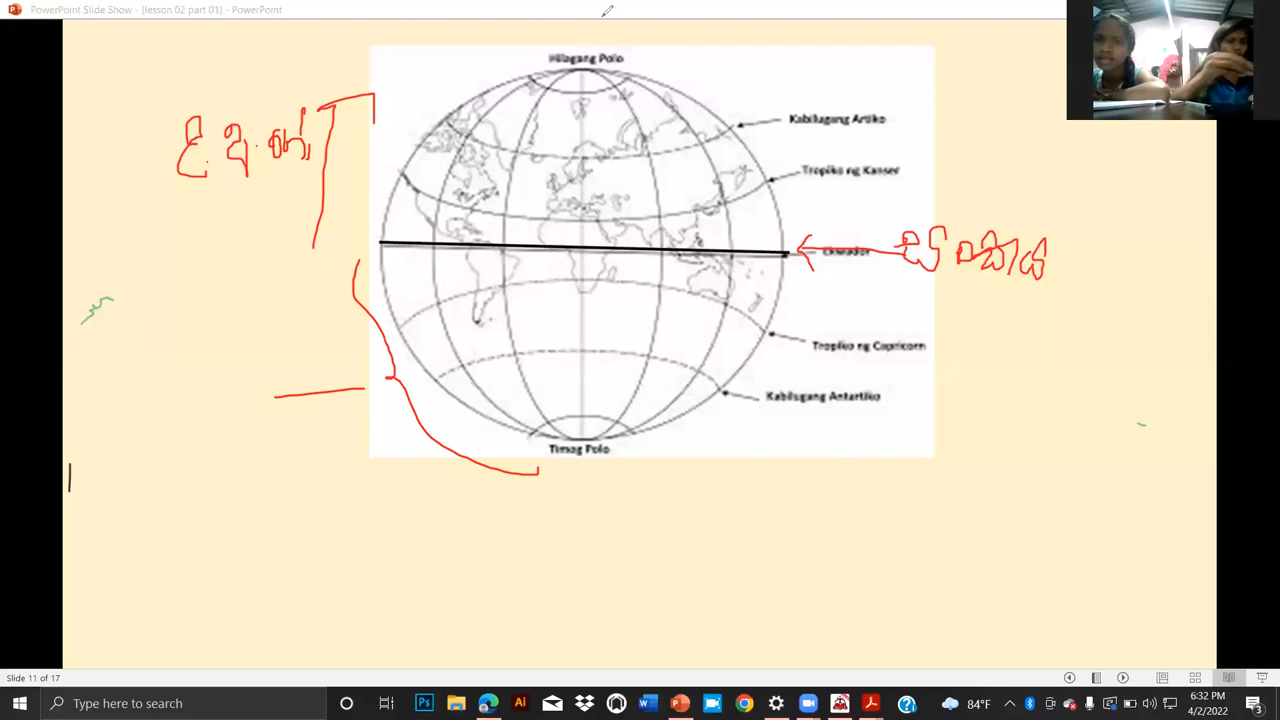 PowerPoint Slide Show - [lesson 02 part 01] - PowerPoint
Hilagang Polo
Kabilugang Artiko
Tropiko ng Kanser
Ekwador
Tropiko ng Capricorn
Kabilugang Antartiko
Timog Polo
Slide 11 of 17
Type here to search
84°F
6:32 PM
4/2/2022
3